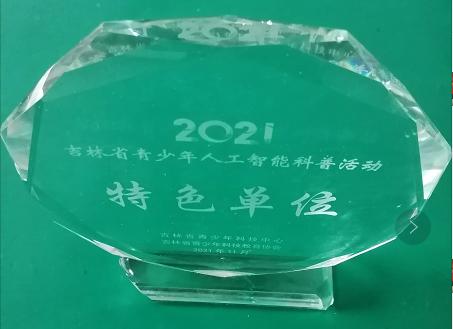 2021
吉林省青少年人工智能科普活动
特色单位
吉林省青少年科技中心
吉林省青少年科技教育协会
2021年11月